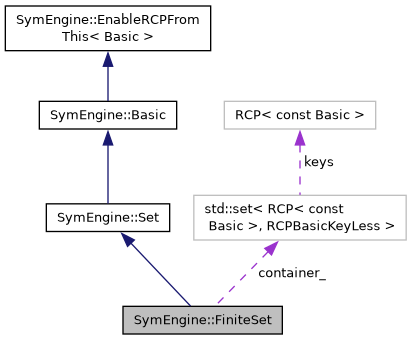 SymEngine::EnableRCPFrom
This< Basic >
SymEngine::Basic
RCP< const Basic >
keys
SymEngine::Set
std::set< RCP< const
Basic >, RCPBasicKeyLess >
container_
SymEngine::FiniteSet